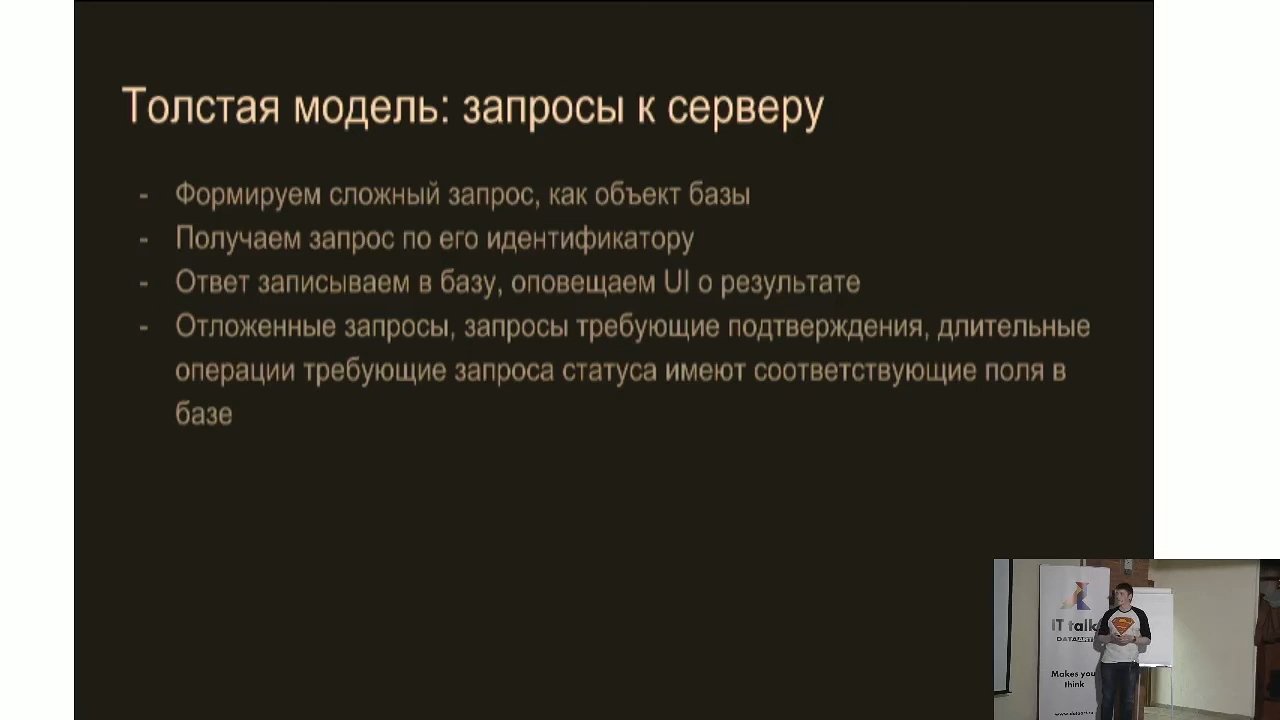 Толстая модель: запросы к серверу
- Формируем сложный запрос, как объект базы
- Получаем запрос по его идентификатору
- Ответ записываем в базу, оповещаем UI о результате
- Отложенные запросы, запросы требующие подтверждения, длительные
операции требующие запроса статуса имеют соответствующие поля в
базе
IT talk
DATAART
Makes you
think